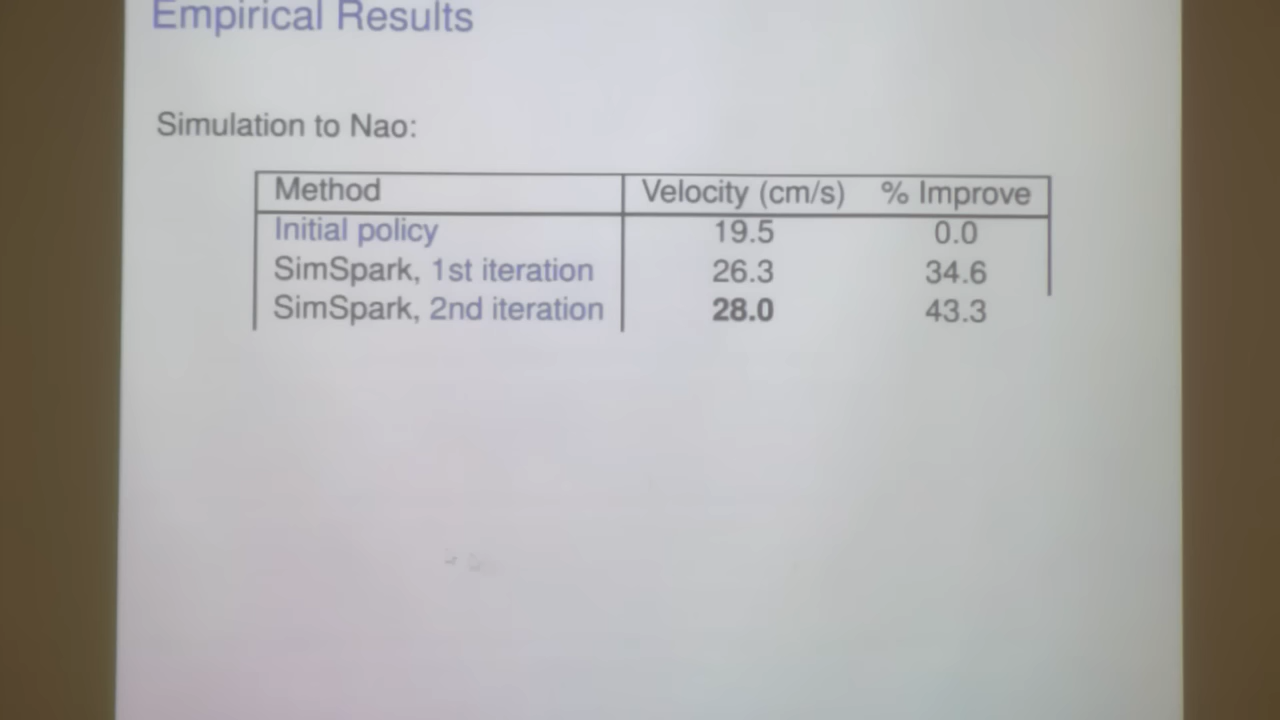 Empirical Results
Simulation to Nao:
Method Velocity (cm/s) % Improve
Initial policy 19.5 0.0
SimSpark, 1st iteration 26.3 34.6
SimSpark, 2nd iteration 28.0 43.3